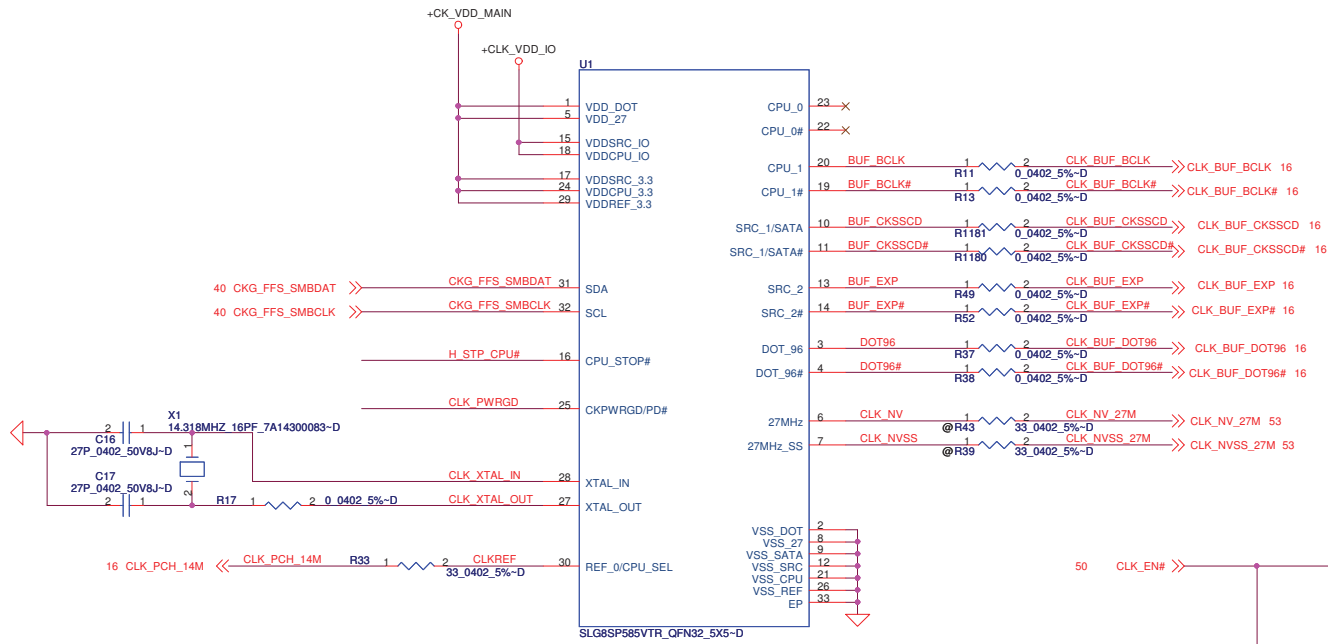 +CK_VDD_MAIN
+CLK_VDD_IO
U1
1 VDD_DOT
5 VDD_27
15 VDDSRC_IO
18 VDDCPU_IO
17 VDDSRC_3.3
24 VDDCPU_3.3
29 VDDREF_3.3
CPU_0 23
CPU_0# 22
CPU_1 20 BUF_BCLK 1 R11 2 0_0402_5%~D CLK_BUF_BCLK CLK_BUF_BCLK 16
CPU_1# 19 BUF_BCLK# 1 R13 2 0_0402_5%~D CLK_BUF_BCLK# CLK_BUF_BCLK# 16
SRC_1/SATA 10 BUF_CKSSCD 1 R1181 2 0_0402_5%~D CLK_BUF_CKSSCD CLK_BUF_CKSSCD 16
SRC_1/SATA# 11 BUF_CKSSCD# 1 R1180 2 0_0402_5%~D CLK_BUF_CKSSCD# CLK_BUF_CKSSCD# 16
40 CKG_FFS_SMBDAT CKG_FFS_SMBDAT 31 SDA
SRC_2 13 BUF_EXP 1 R49 2 0_0402_5%~D CLK_BUF_EXP CLK_BUF_EXP 16
40 CKG_FFS_SMBCLK CKG_FFS_SMBCLK 32 SCL
SRC_2# 14 BUF_EXP# 1 R52 2 0_0402_5%~D CLK_BUF_EXP# CLK_BUF_EXP# 16
H_STP_CPU# 16 CPU_STOP#
DOT_96 3 DOT96 1 R37 2 0_0402_5%~D CLK_BUF_DOT96 CLK_BUF_DOT96 16
DOT_96# 4 DOT96# 1 R38 2 0_0402_5%~D CLK_BUF_DOT96# CLK_BUF_DOT96# 16
CLK_PWRGD 25 CKPWRGD/PD#
27MHz 6 CLK_NV 1 @R43 2 33_0402_5%~D CLK_NV_27M CLK_NV_27M 53
27MHz_SS 7 CLK_NVSS 1 @R39 2 33_0402_5%~D CLK_NVSS_27M CLK_NVSS_27M 53
X1
14.318MHZ_16PF_7A14300083~D
2 1
C16
27P_0402_50V8J~D
1
2
C17
27P_0402_50V8J~D
2 1
CLK_XTAL_IN 28 XTAL_IN
R17 1 2 0_0402_5%~D CLK_XTAL_OUT 27 XTAL_OUT
16 CLK_PCH_14M CLK_PCH_14M R33 1 2 33_0402_5%~D CLKREF 30 REF_0/CPU_SEL
VSS_DOT 2
VSS_27 8
VSS_SATA 9
VSS_SRC 12
VSS_CPU 21
VSS_REF 26
EP 33
50 CLK_EN#
SLG8SP585VTR_QFN32_5X5~D